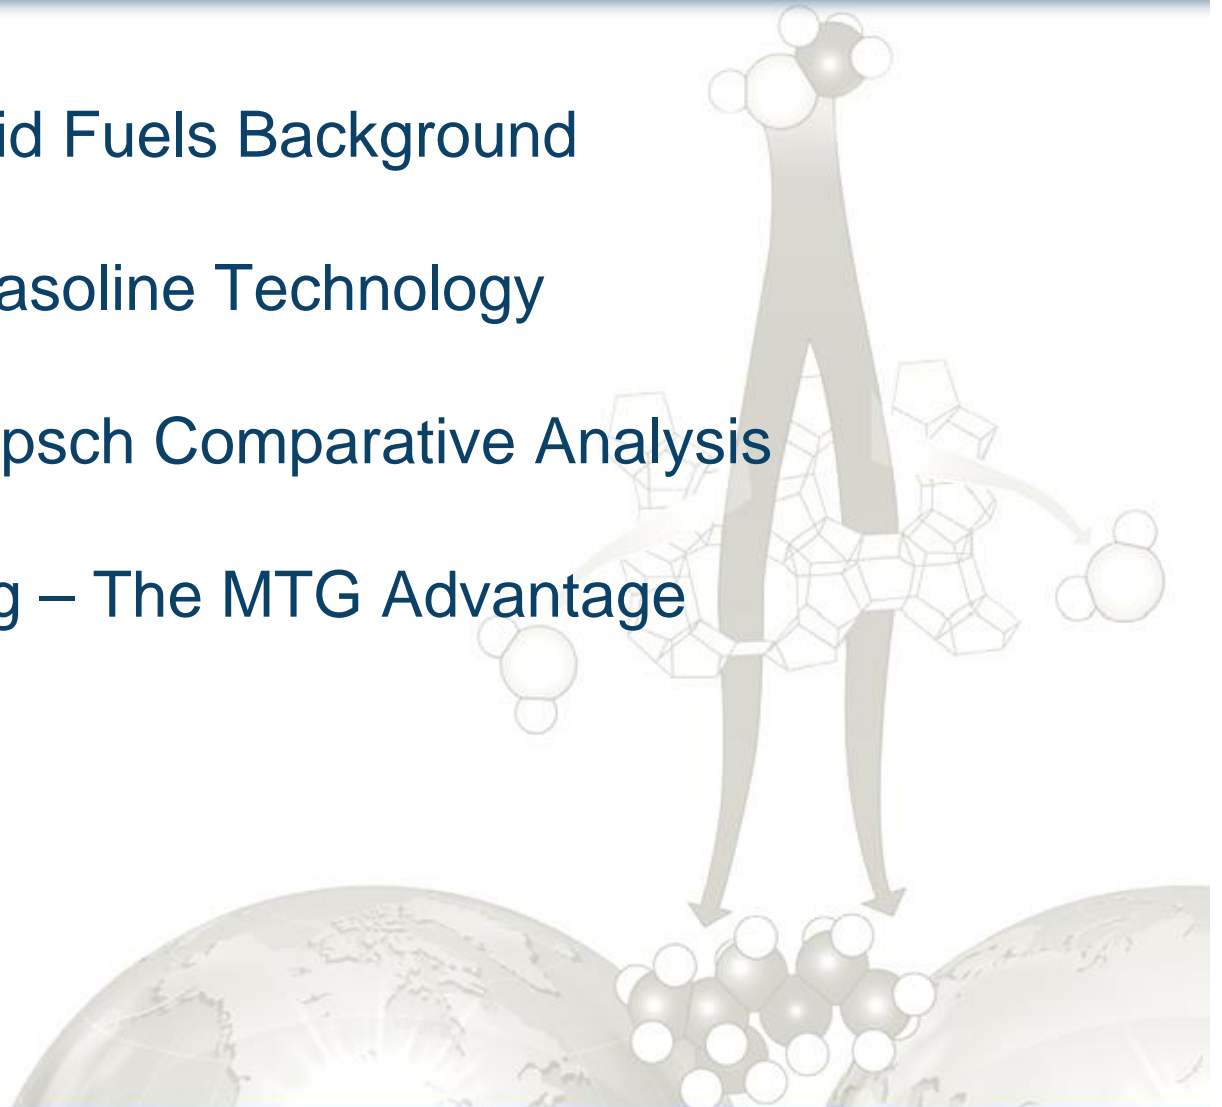 id Fuels Background
asoline Technology
psch Comparative Analysis
g – The MTG Advantage